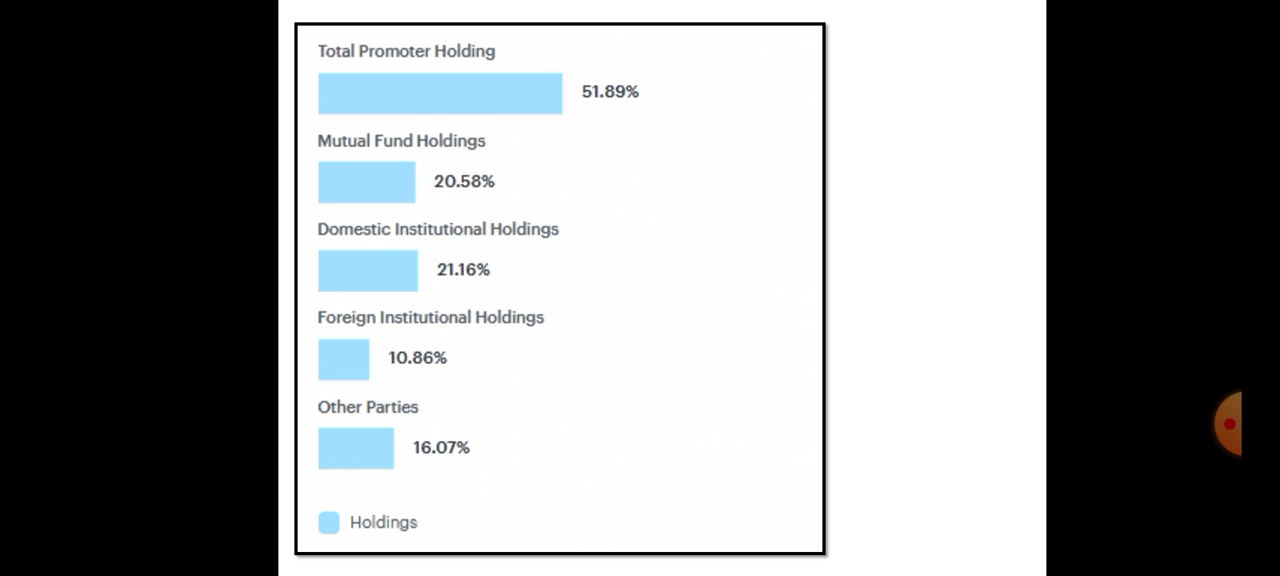 Total Promoter Holding
51.89%
Mutual Fund Holdings
20.58%
Domestic Institutional Holdings
21.16%
Foreign Institutional Holdings
10.86%
Other Parties
16.07%
Holdings